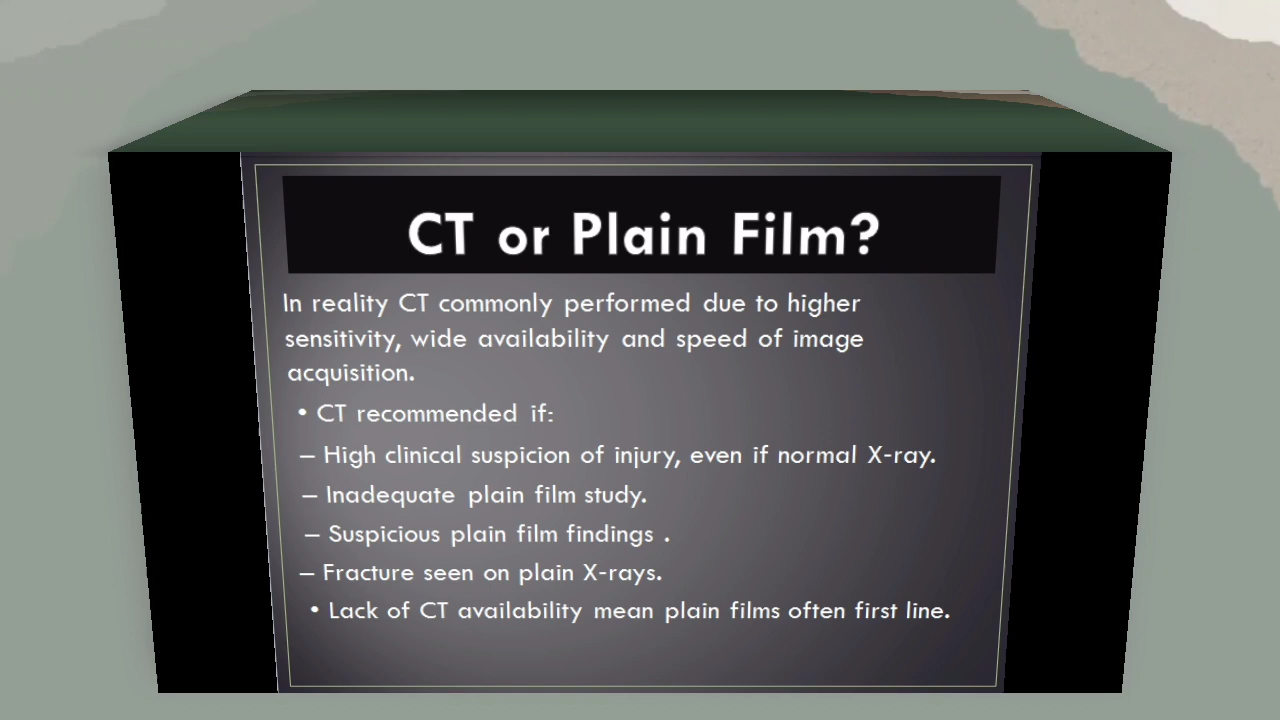 CT or Plain Film?
In reality CT commonly performed due to higher
sensitivity, wide availability and speed of image
acquisition.
• CT recommended if:
– High clinical suspicion of injury, even if normal X-ray.
– Inadequate plain film study.
– Suspicious plain film findings .
– Fracture seen on plain X-rays.
• Lack of CT availability mean plain films often first line.